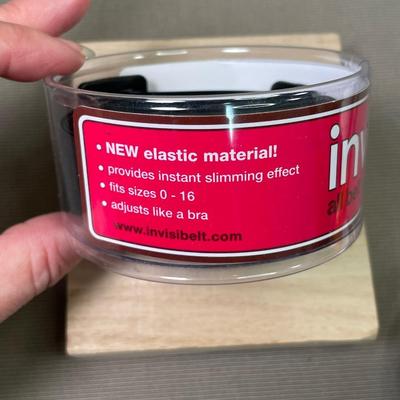 • NEW elastic material!
• provides instant slimming effect
• fits sizes 0 - 16
• adjusts like a bra
www.invisibelt.com